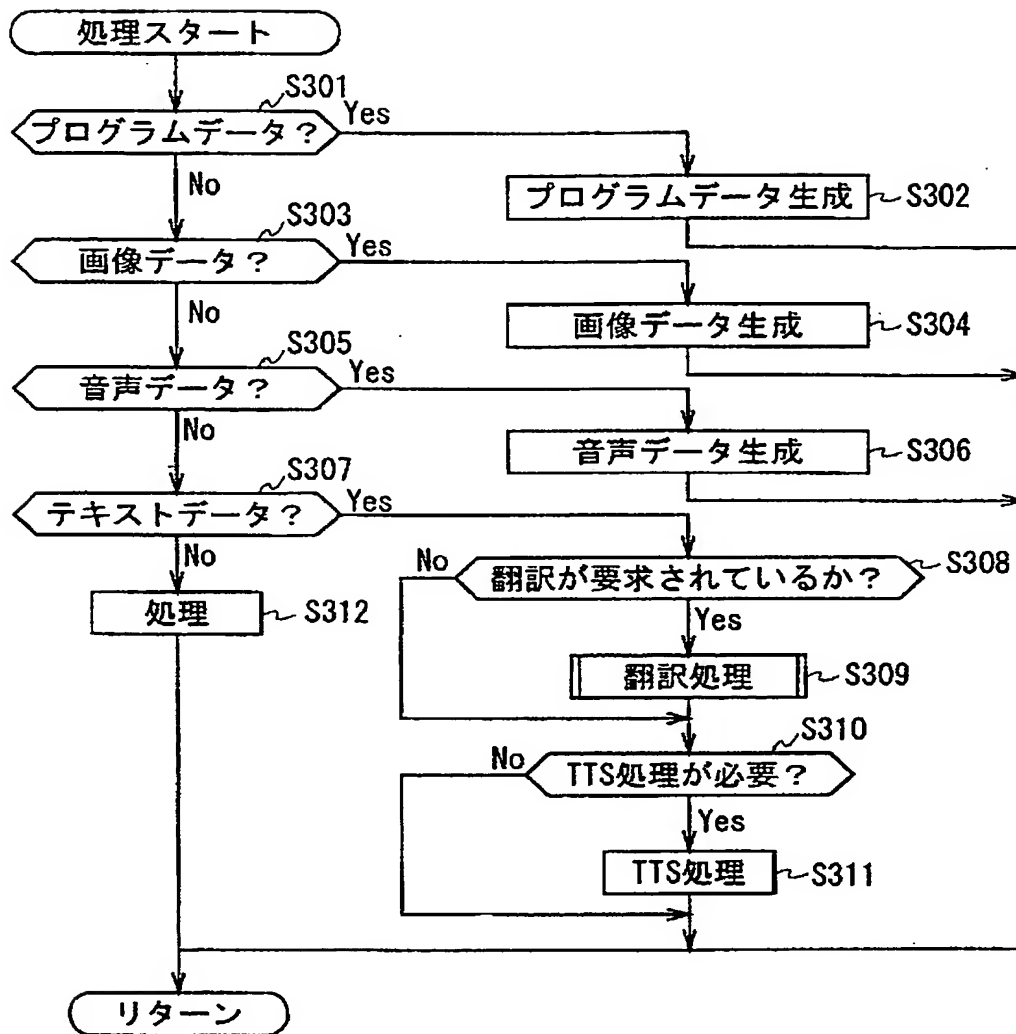 処理スタート
S301
プログラムデータ?
Yes
No
プログラムデータ生成
S302
S303
画像データ?
Yes
No
画像データ生成
S304
S305
音声データ?
Yes
No
音声データ生成
S306
S307
テキストデータ?
Yes
No
翻訳が要求されているか?
S308
No
Yes
処理
S312
翻訳処理
S309
S310
TTS処理が必要?
No
Yes
TTS処理
S311
リターン